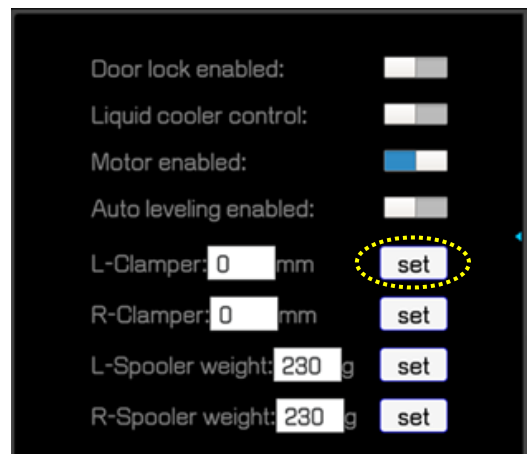 Door lock enabled:
Liquid cooler control:
Motor enabled:
Auto leveling enabled:
L-Clamper: 0 mm set
R-Clamper: 0 mm set
L-Spooler weight: 230 g set
R-Spooler weight: 230 g set